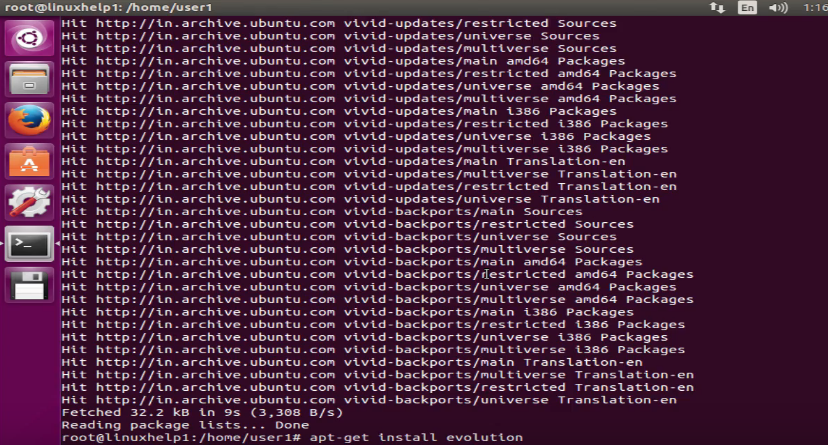 root@linuxhelp1: /home/user1
En
1:16
Hit http://in.archive.ubuntu.com vivid-updates/restricted Sources
Hit http://in.archive.ubuntu.com vivid-updates/universe Sources
Hit http://in.archive.ubuntu.com vivid-updates/multiverse Sources
Hit http://in.archive.ubuntu.com vivid-updates/main amd64 Packages
Hit http://in.archive.ubuntu.com vivid-updates/restricted amd64 Packages
Hit http://in.archive.ubuntu.com vivid-updates/universe amd64 Packages
Hit http://in.archive.ubuntu.com vivid-updates/multiverse amd64 Packages
Hit http://in.archive.ubuntu.com vivid-updates/main i386 Packages
Hit http://in.archive.ubuntu.com vivid-updates/restricted i386 Packages
Hit http://in.archive.ubuntu.com vivid-updates/universe i386 Packages
Hit http://in.archive.ubuntu.com vivid-updates/multiverse i386 Packages
Hit http://in.archive.ubuntu.com vivid-updates/main Translation-en
Hit http://in.archive.ubuntu.com vivid-updates/multiverse Translation-en
Hit http://in.archive.ubuntu.com vivid-updates/restricted Translation-en
Hit http://in.archive.ubuntu.com vivid-updates/universe Translation-en
Hit http://in.archive.ubuntu.com vivid-backports/main Sources
Hit http://in.archive.ubuntu.com vivid-backports/restricted Sources
Hit http://in.archive.ubuntu.com vivid-backports/universe Sources
Hit http://in.archive.ubuntu.com vivid-backports/multiverse Sources
Hit http://in.archive.ubuntu.com vivid-backports/main amd64 Packages
Hit http://in.archive.ubuntu.com vivid-backports/restricted amd64 Packages
Hit http://in.archive.ubuntu.com vivid-backports/universe amd64 Packages
Hit http://in.archive.ubuntu.com vivid-backports/multiverse amd64 Packages
Hit http://in.archive.ubuntu.com vivid-backports/main i386 Packages
Hit http://in.archive.ubuntu.com vivid-backports/restricted i386 Packages
Hit http://in.archive.ubuntu.com vivid-backports/universe i386 Packages
Hit http://in.archive.ubuntu.com vivid-backports/multiverse i386 Packages
Hit http://in.archive.ubuntu.com vivid-backports/main Translation-en
Hit http://in.archive.ubuntu.com vivid-backports/multiverse Translation-en
Hit http://in.archive.ubuntu.com vivid-backports/restricted Translation-en
Hit http://in.archive.ubuntu.com vivid-backports/universe Translation-en
Fetched 32.2 kB in 9s (3,308 B/s)
Reading package lists... Done
root@linuxhelp1:/home/user1# apt-get install evolution